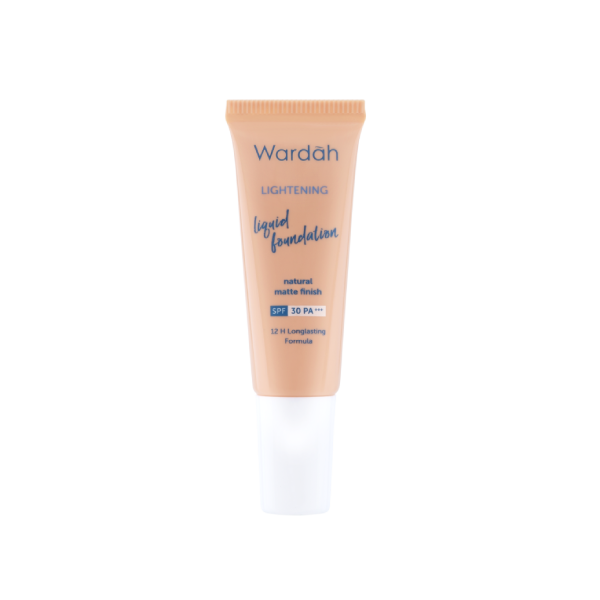 Wardah
LIGHTENING
liquid
foundation
natural
matte finish
SPF 30 PA+++
12 H Longlasting
Formula